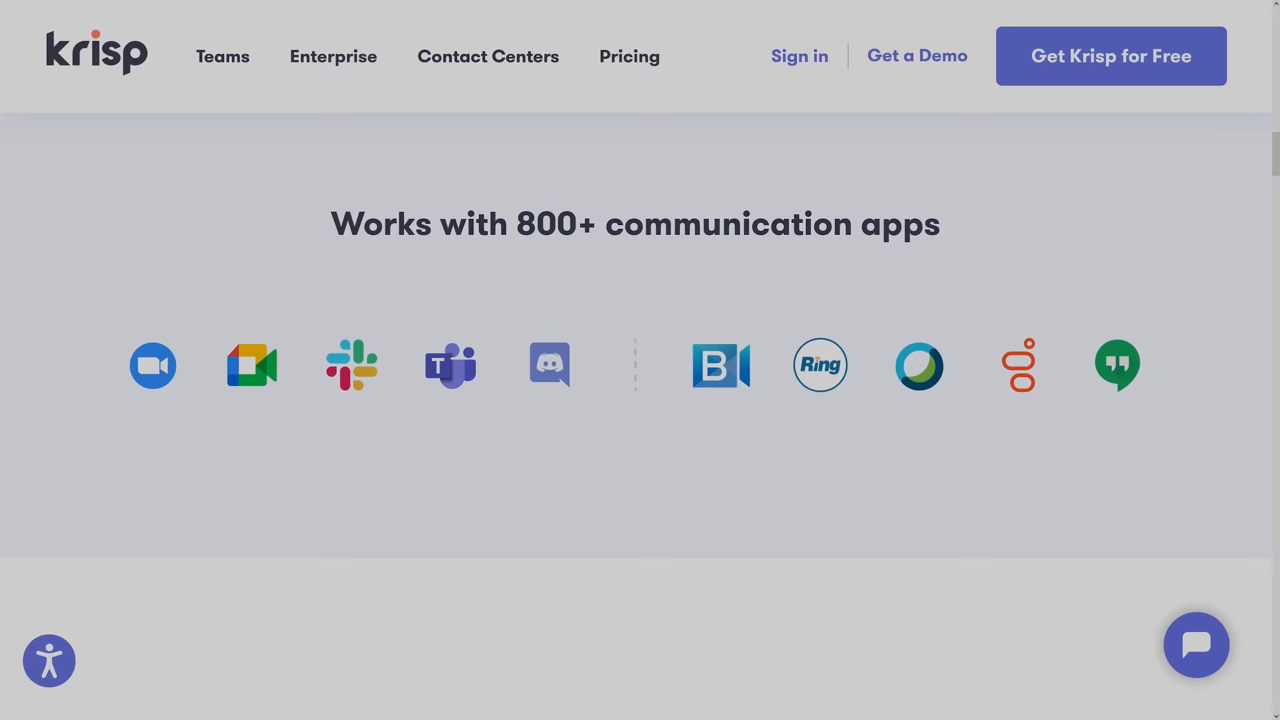 krisp
Teams Enterprise Contact Centers Pricing Sign in Get a Demo Get Krisp for Free
Works with 800+ communication apps
T B Ring